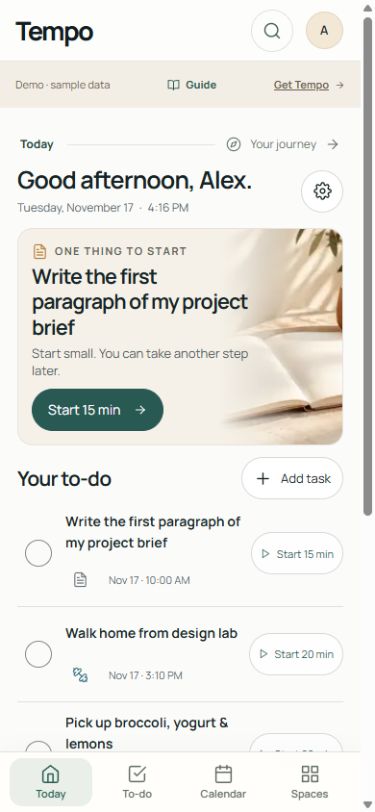 Tempo
A
Demo · sample data
Guide
Get Tempo →
Today
Your journey →
Good afternoon, Alex.
Tuesday, November 17 · 4:16 PM
ONE THING TO START
Write the first
paragraph of my project
brief
Start small. You can take another step
later.
Start 15 min →
Your to-do
+ Add task
Write the first paragraph of
my project brief
Start 15 min
Nov 17 · 10:00 AM
Walk home from design lab
Start 20 min
Nov 17 · 3:10 PM
Pick up broccoli, yogurt &
lemons
Today
To-do
Calendar
Spaces